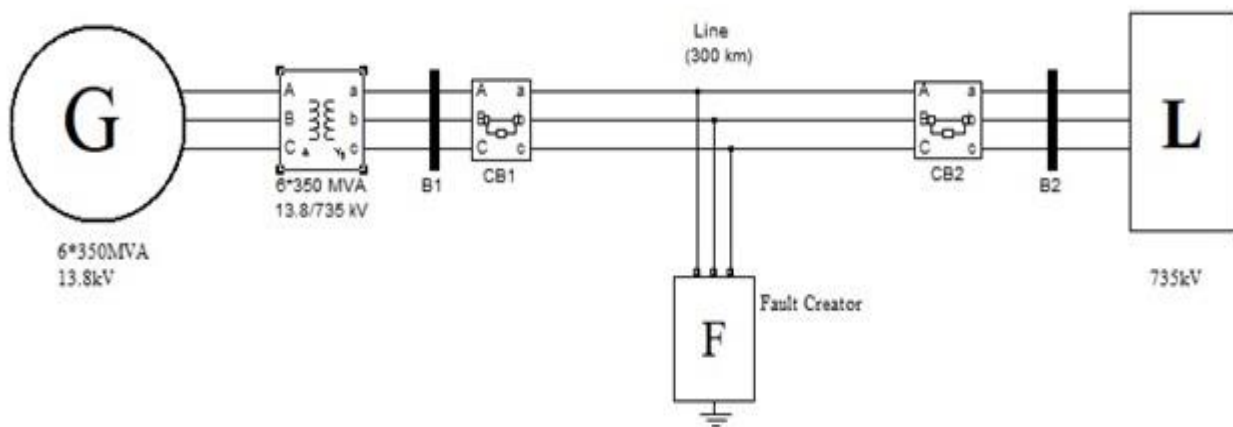 G
6*350MVA
13.8kV
A a
B b
C c
6*350 MVA
13.8/735 kV
B1
A a
B b
C c
CB1
Line
(300 km)
F
Fault Creator
A a
B b
C c
CB2
B2
L
735kV